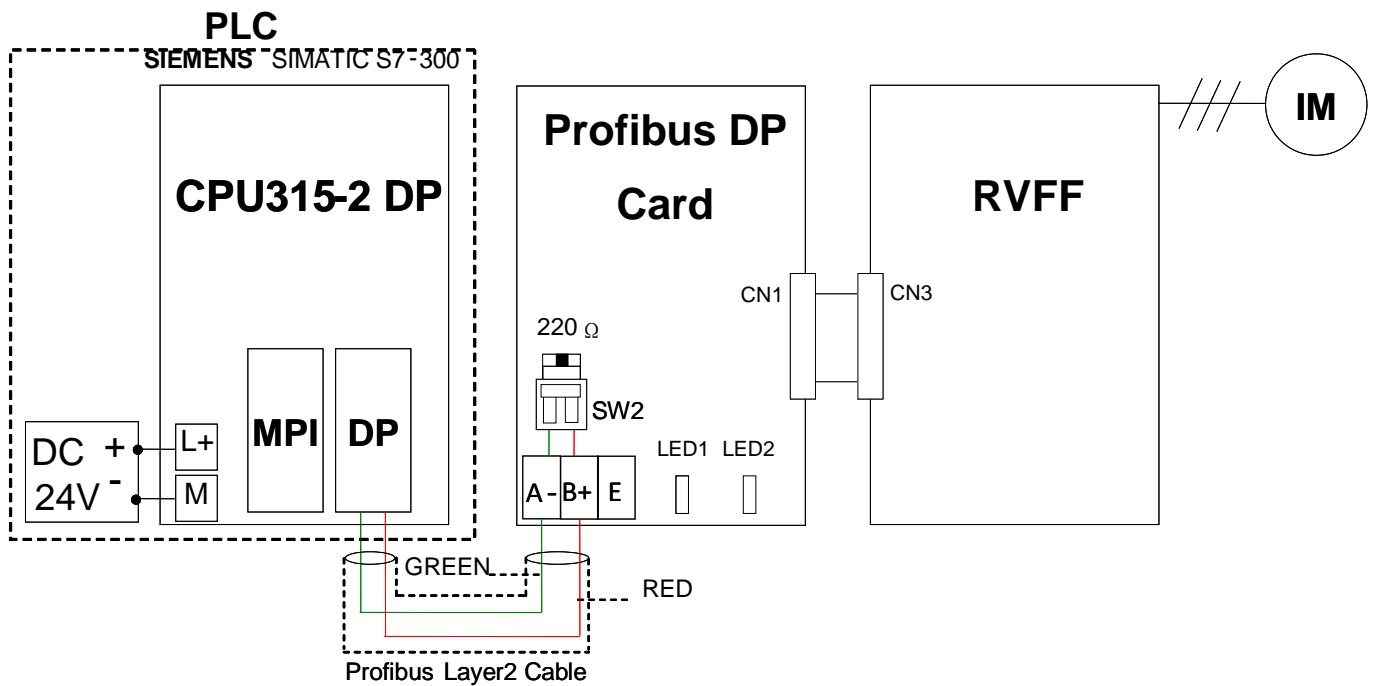 PLC
SIEMENS SIMATIC S7-300
CPU315-2 DP
MPI
DP
DC +
24V -
L+
M
Profibus DP
Card
220 Ω
SW2
A -
B+
E
LED1
LED2
CN1
CN3
RVFF
IM
GREEN
RED
Profibus Layer2 Cable